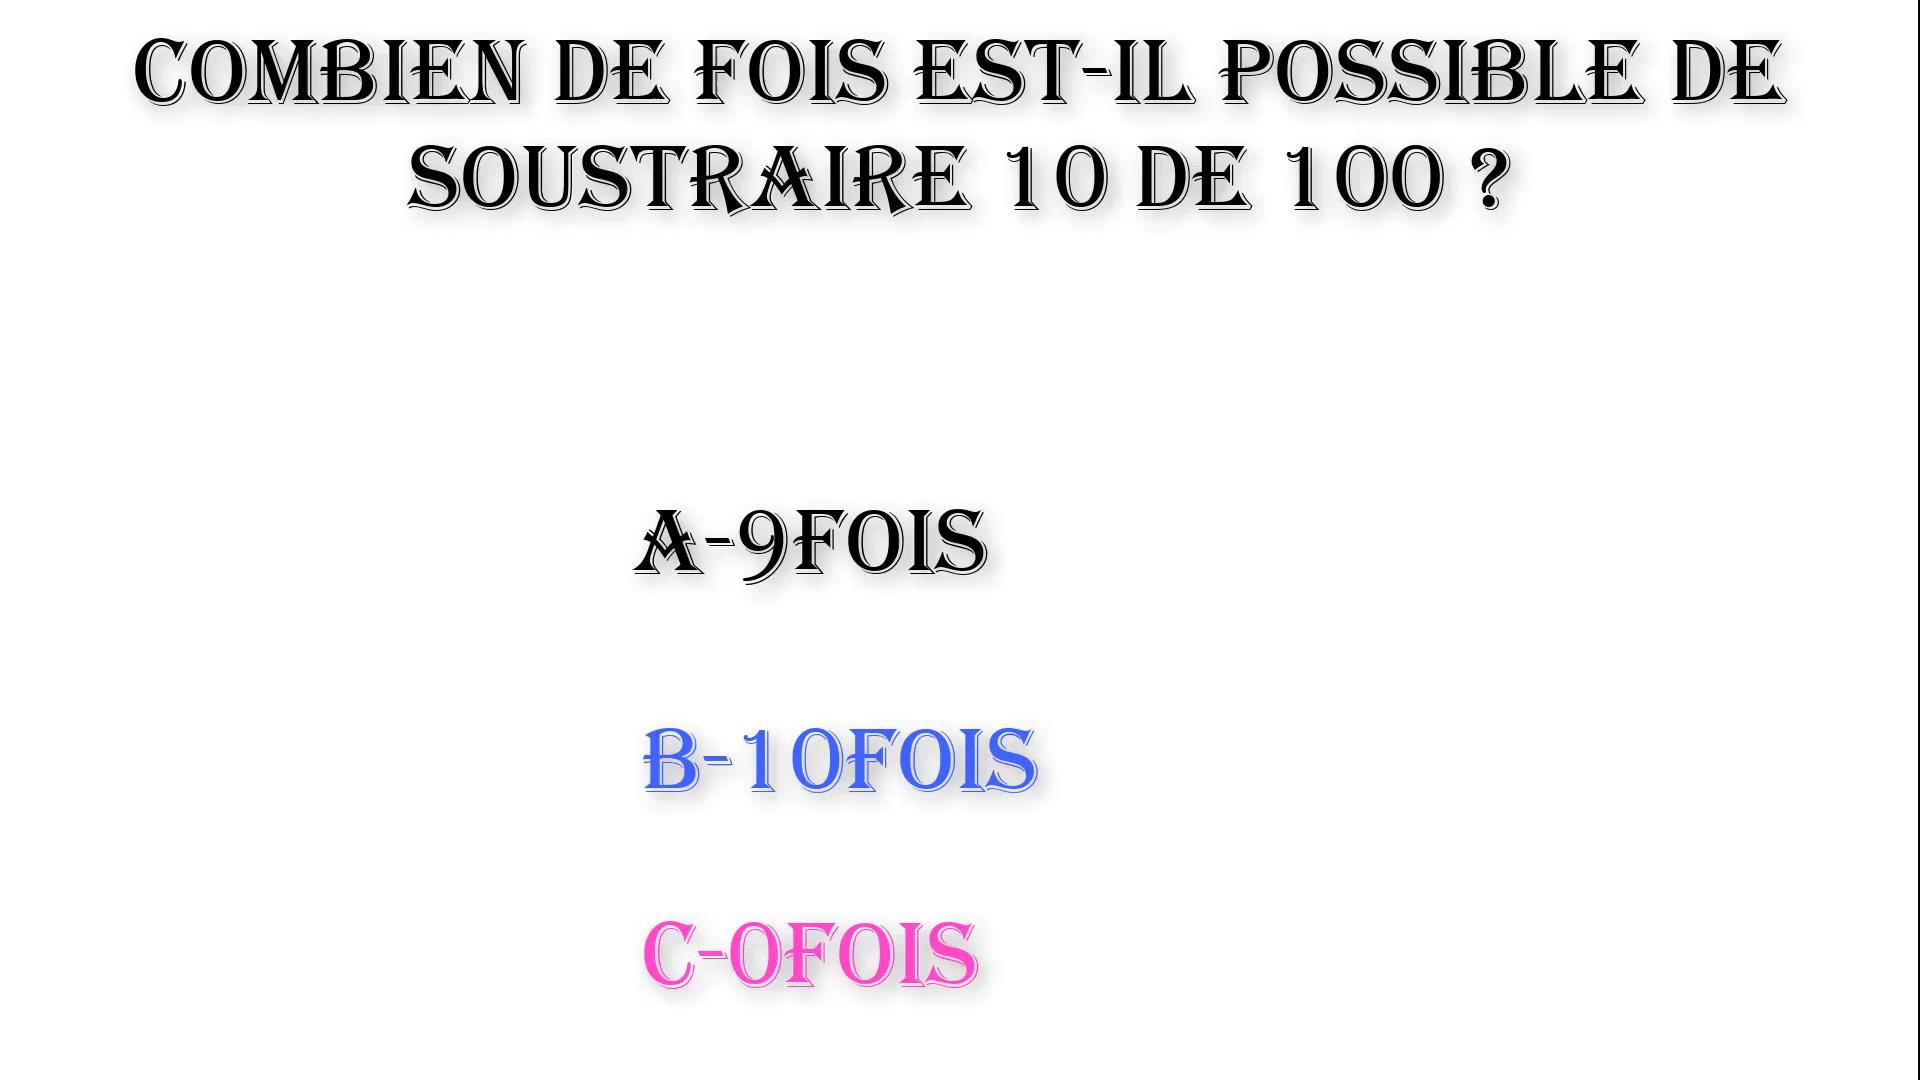 COMBIEN DE FOIS EST-IL POSSIBLE DE
SOUSTRAIRE 10 DE 100 ?
A-9FOIS
B-10FOIS
C-0FOIS